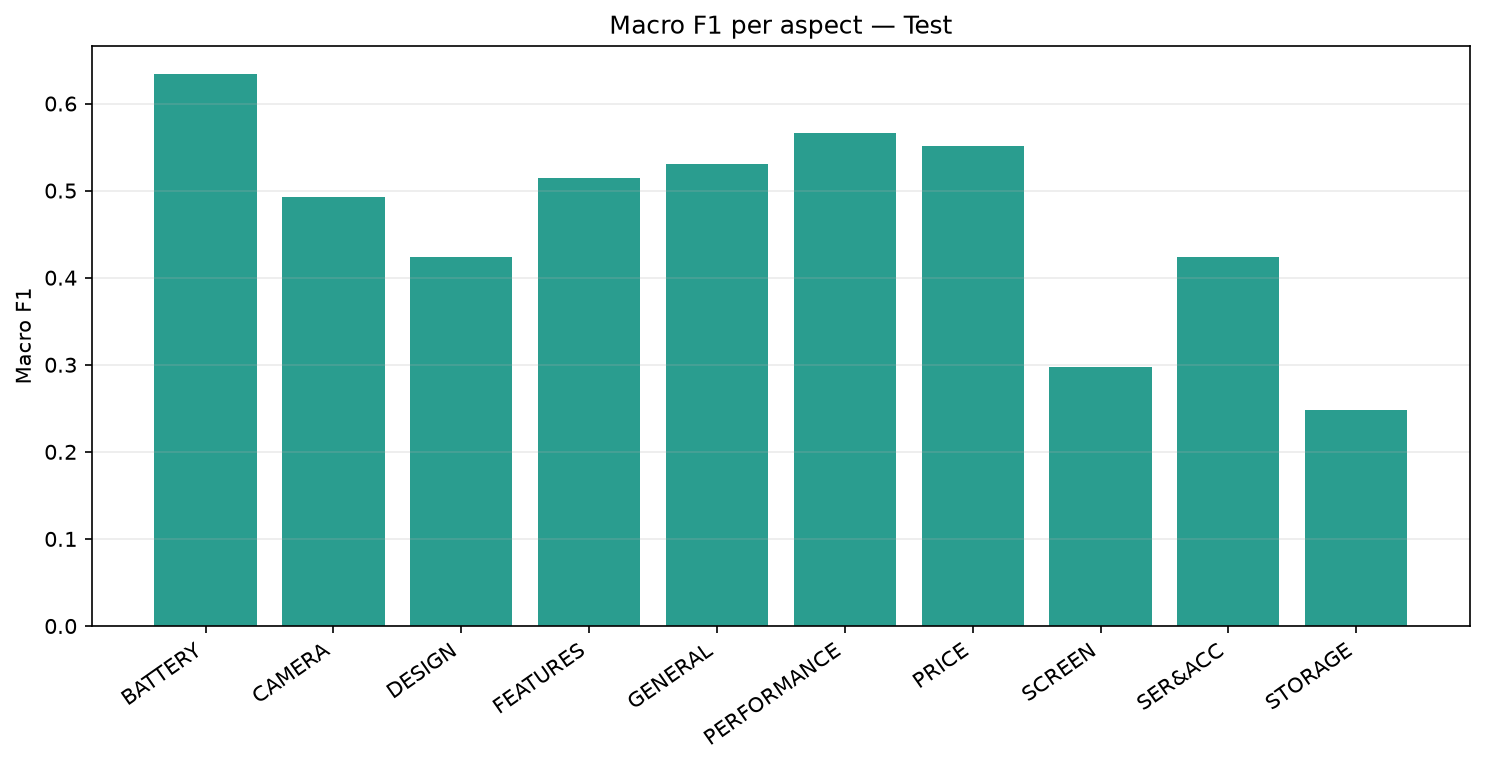 Macro F1 per aspect — Test
Macro F1
0.6
0.5
0.4
0.3
0.2
0.1
0.0
BATTERY
CAMERA
DESIGN
FEATURES
GENERAL
PERFORMANCE
PRICE
SCREEN
SER&ACC
STORAGE